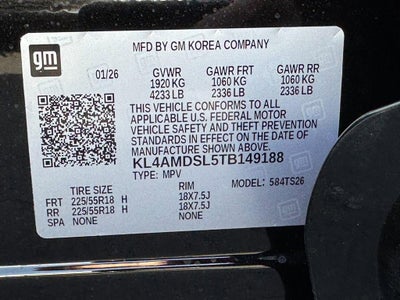 gm
MFD BY GM KOREA COMPANY
01/26 GVWR GAWR FRT GAWR RR
1920 KG 1060 KG 1060 KG
4233 LB 2336 LB 2336 LB
THIS VEHICLE CONFORMS TO ALL
APPLICABLE U.S. FEDERAL MOTOR
VEHICLE SAFETY AND THEFT PREVENTION
STANDARDS IN EFFECT ON THE DATE OF
MANUFACTURE SHOWN ABOVE.
KL4AMDSL5TB149188
TYPE: MPV
TIRE SIZE RIM MODEL: 584TS26
FRT 225/55R18 H 18X7.5J
RR 225/55R18 H 18X7.5J
SPA NONE NONE